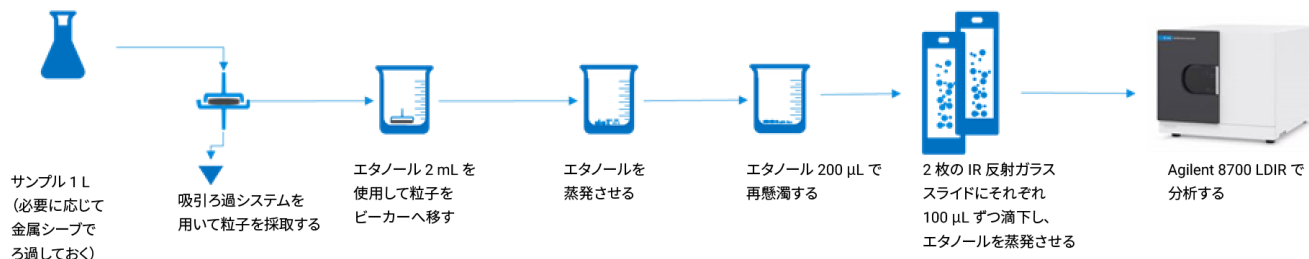 サンプル 1 L
(必要に応じて
金属シーブで
ろ過しておく)
吸引ろ過システムを
用いて粒子を採取する
エタノール 2 mL を
使用して粒子を
ビーカーへ移す
エタノールを
蒸発させる
エタノール 200 µL で
再懸濁する
2 枚の IR 反射ガラス
スライドにそれぞれ
100 µL ずつ滴下し、
エタノールを蒸発させる
Agilent 8700 LDIR で
分析する